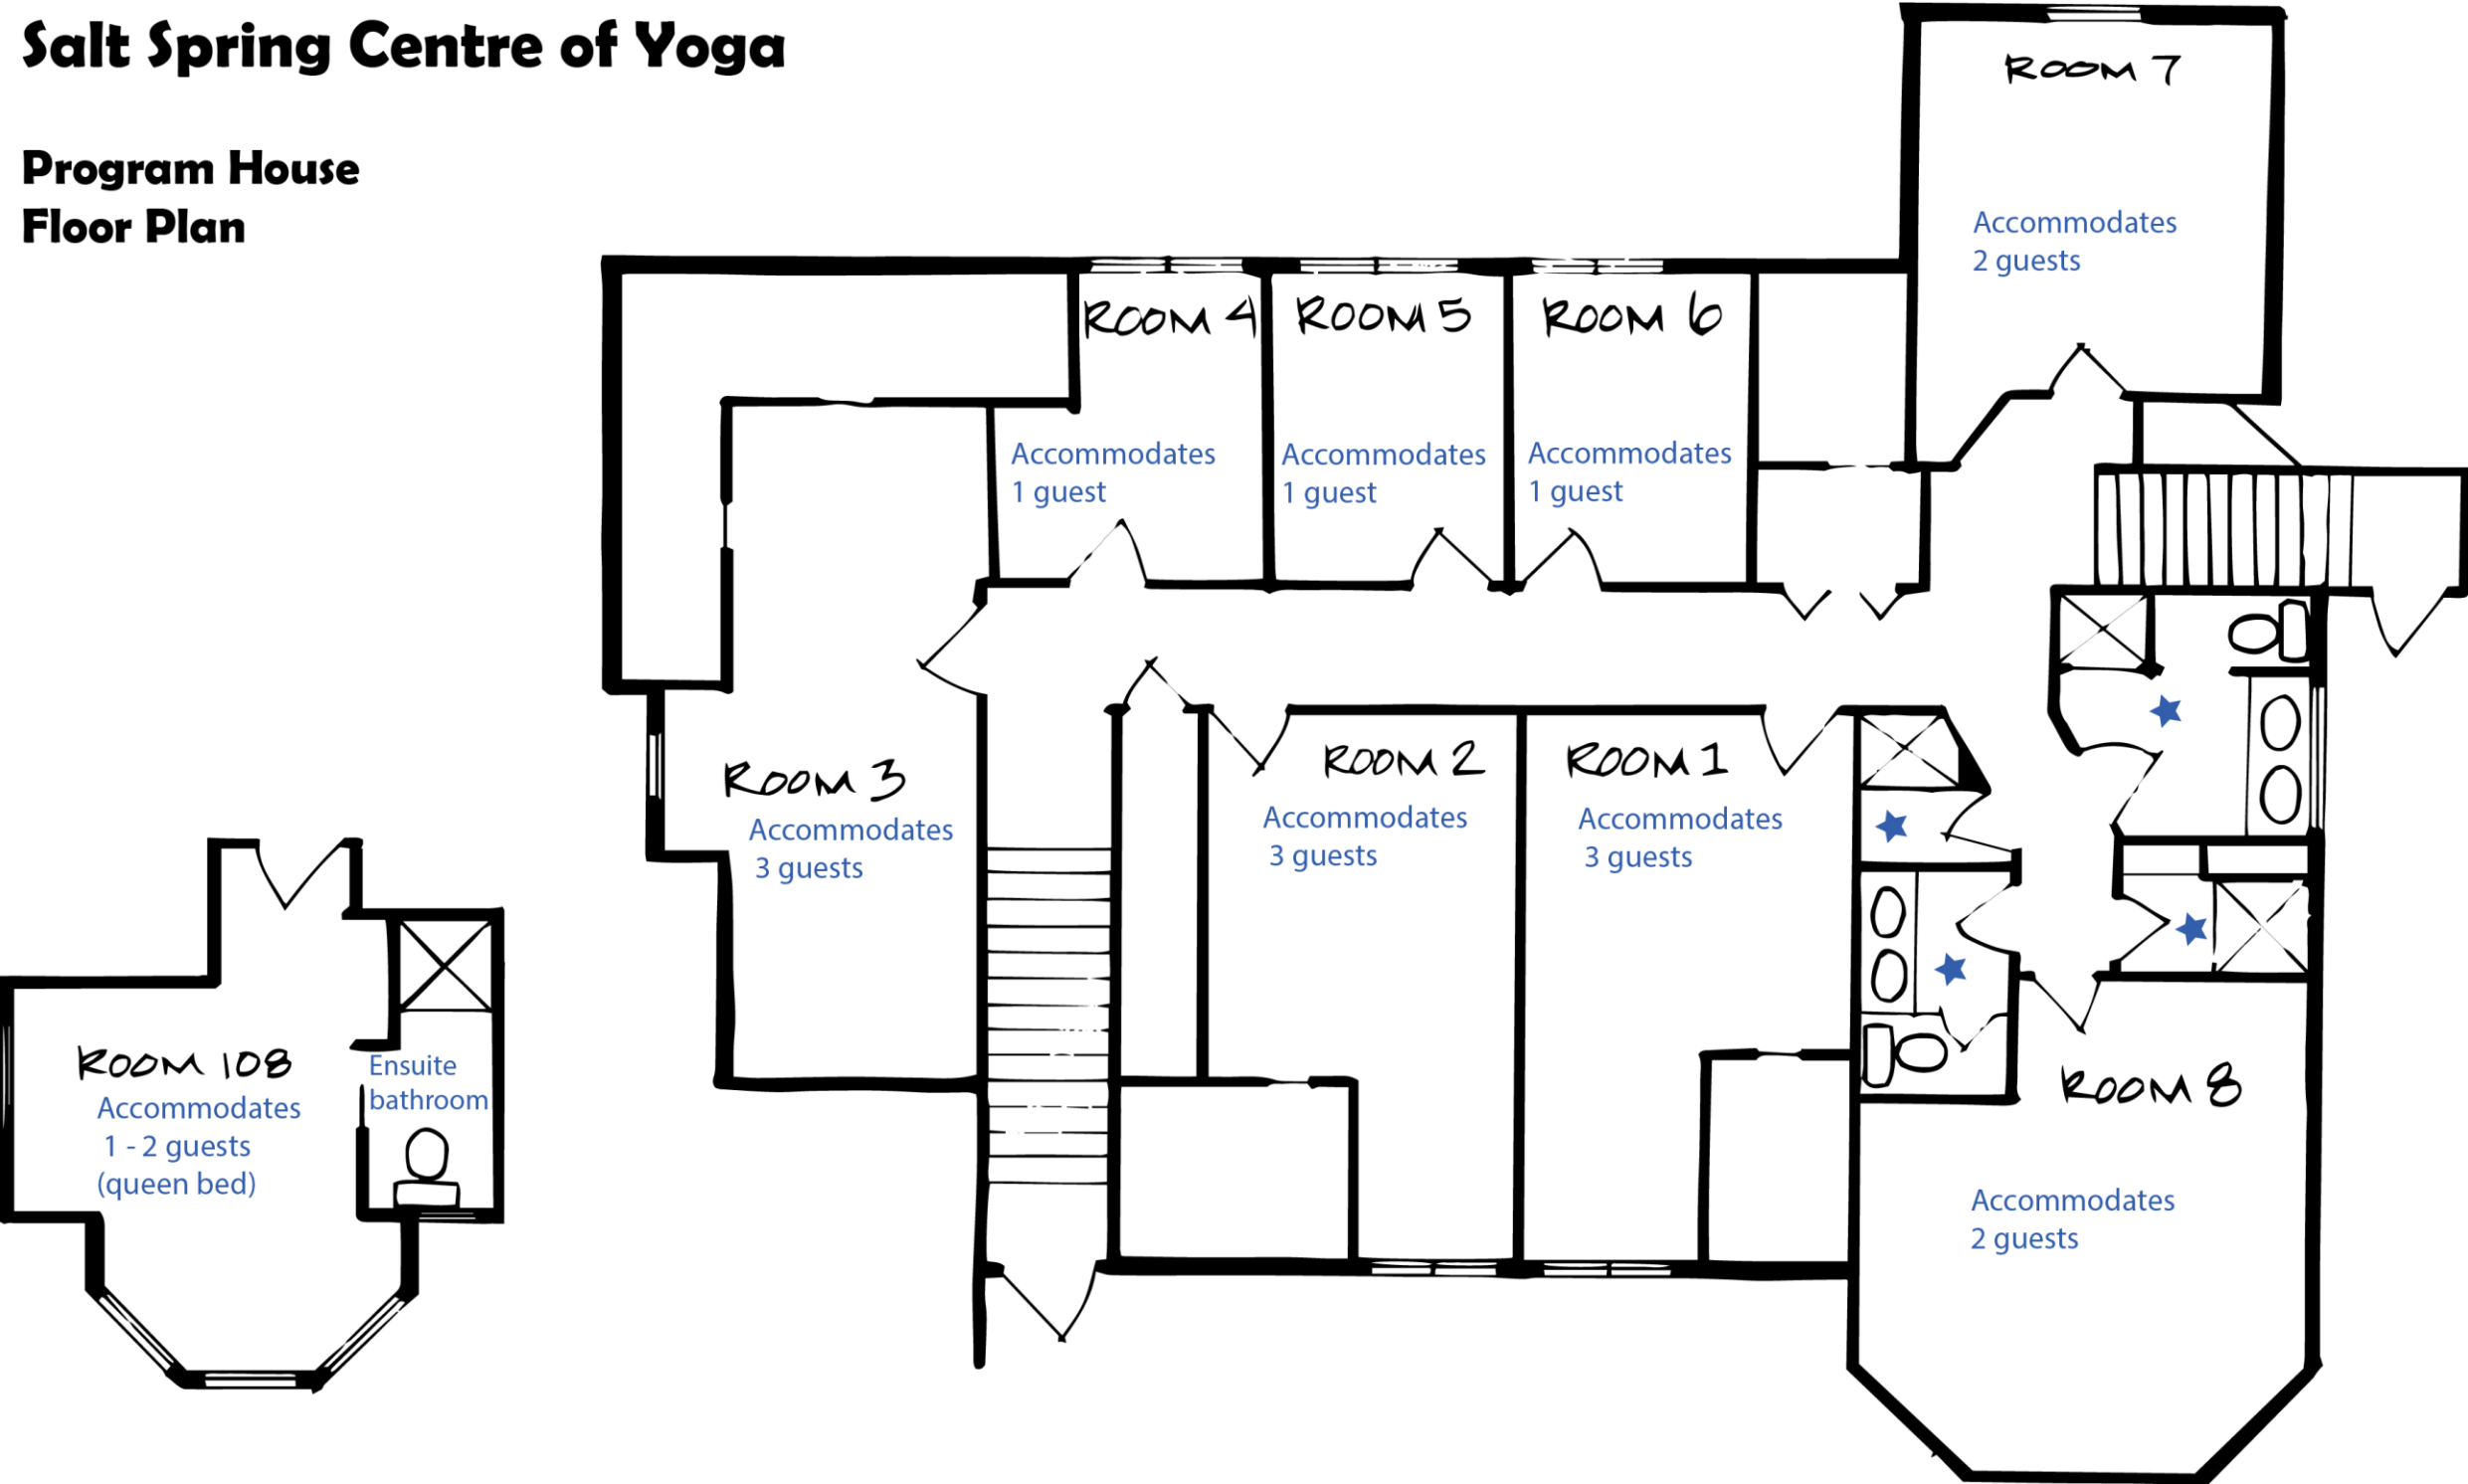 Salt Spring Centre of Yoga
Program House
Floor Plan
ROOM 7
Accommodates
2 guests
ROOM 4
Accommodates
1 guest
ROOM 5
Accommodates
1 guest
ROOM 6
Accommodates
1 guest
ROOM 3
Accommodates
3 guests
ROOM 2
Accommodates
3 guests
ROOM 1
Accommodates
3 guests
ROOM 108
Accommodates
1 - 2 guests
(queen bed)
Ensuite
bathroom
ROOM 8
Accommodates
2 guests